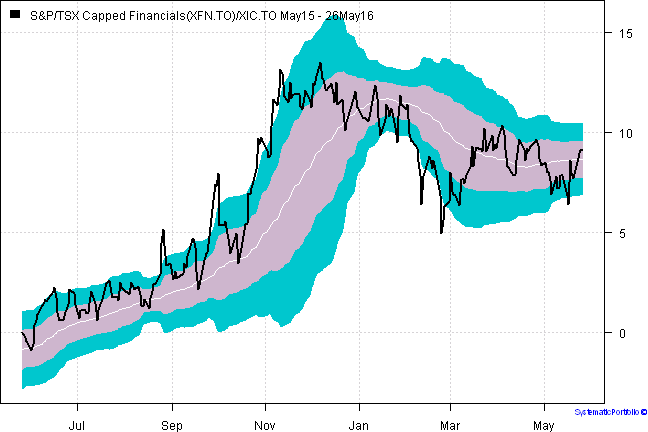 S&P/TSX Capped Financials(XFN.TO)/XIC.TO May15 - 26May16
15
10
5
0
Jul Sep Nov Jan Mar May
SystematicPortfolio ©